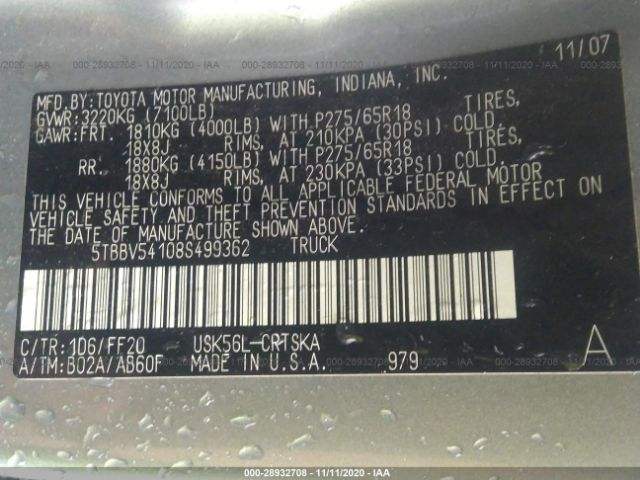 11/07
MFD.BY:TOYOTA MOTOR MANUFACTURING, INDIANA, INC.
GVWR:3220KG (7100LB)
GAWR:FRT. 1810KG (4000LB) WITH P275/65R18 TIRES,
18X8J RIMS, AT 210KPA (30PSI) COLD.
RR. 1880KG (4150LB) WITH P275/65R18 TIRES,
18X8J RIMS, AT 230KPA (33PSI) COLD.
THIS VEHICLE CONFORMS TO ALL APPLICABLE FEDERAL MOTOR
VEHICLE SAFETY AND THEFT PREVENTION STANDARDS IN EFFECT ON
THE DATE OF MANUFACTURE SHOWN ABOVE.
5TBBV54108S499362 TRUCK
C/TR:1D6/FF20 USK56L-CRTSKA A
A/TM:B02A/AB60F MADE IN U.S.A. 979
000-28932708 - 11/11/2020 - IAA